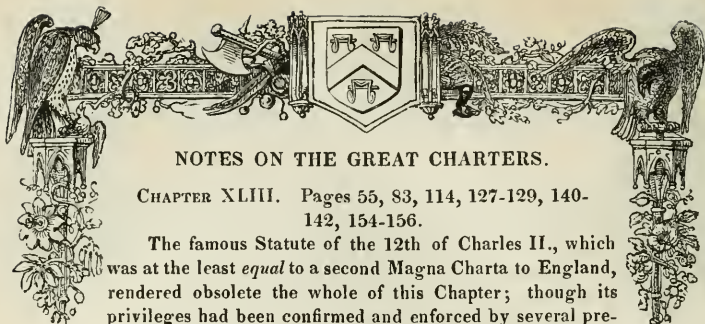 NOTES ON THE GREAT CHARTERS.
CHAPTER XLIII. Pages 55, 83, 114, 127-129, 140-
142, 154-156.
The famous Statute of the 12th of Charles II., which
was at the least equal to a second Magna Charta to England,
rendered obsolete the whole of this Chapter; though its
privileges had been confirmed and enforced by several pre-